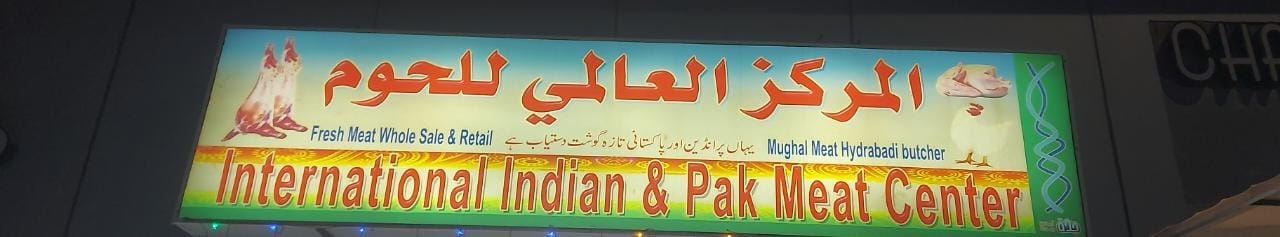 المركز العالمي للحوم
Fresh Meat Whole Sale & Retail
یہاں پر انڈین اور پاکستانی تازہ گوشت دستیاب ہے
Mughal Meat Hydrabadi butcher
International Indian & Pak Meat Center
CHA